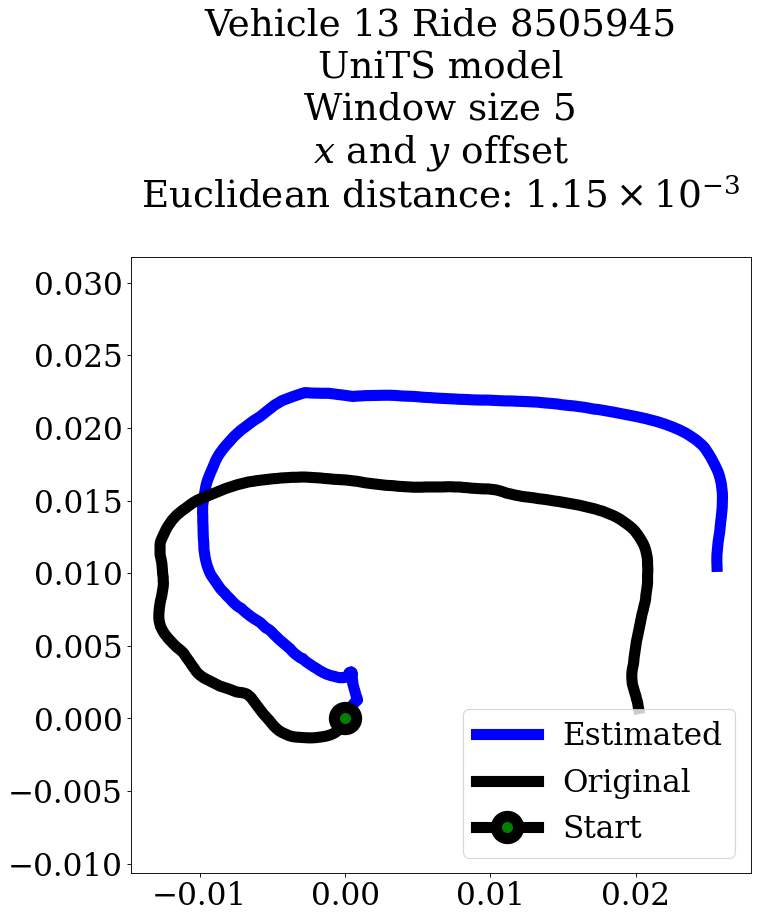 Vehicle 13 Ride 8505945
UniTS model
Window size 5
x and y offset
Euclidean distance: 1.15 × 10⁻³
0.030
0.025
0.020
0.015
0.010
0.005
0.000
−0.005
−0.010
−0.01
0.00
0.01
0.02
Estimated
Original
Start